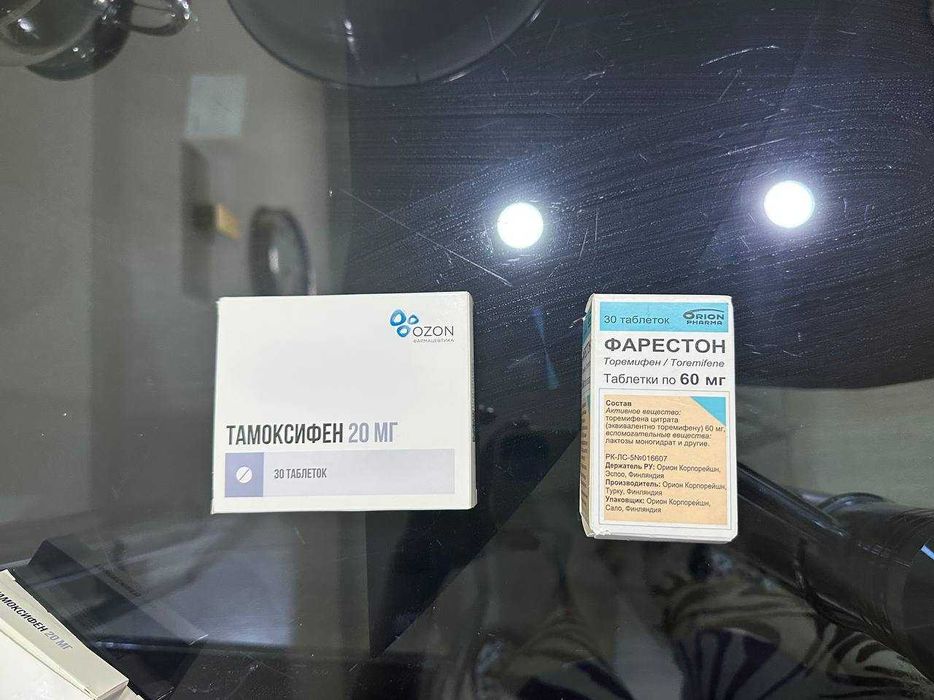 OZON
ФАРМАЦЕВТИКА
ТАМОКСИФЕН 20 МГ
30 ТАБЛЕТОК
30 таблеток
ORION
PHARMA
ФАРЕСТОН
Торемифен / Toremifene
Таблетки по 60 мг
Состав
Активное вещество:
торемифена цитрата
(эквивалентно торемифену) 60 мг,
вспомогательные вещества:
лактозы моногидрат и другие.
РК-ЛС-5№016607
Держатель РУ: Орион Корпорейшн,
Эспоо, Финляндия
Производитель: Орион Корпорейшн,
Турку, Финляндия
Упаковщик: Орион Корпорейшн,
Сало, Финляндия
ТАМОКСИФЕН 20 МГ